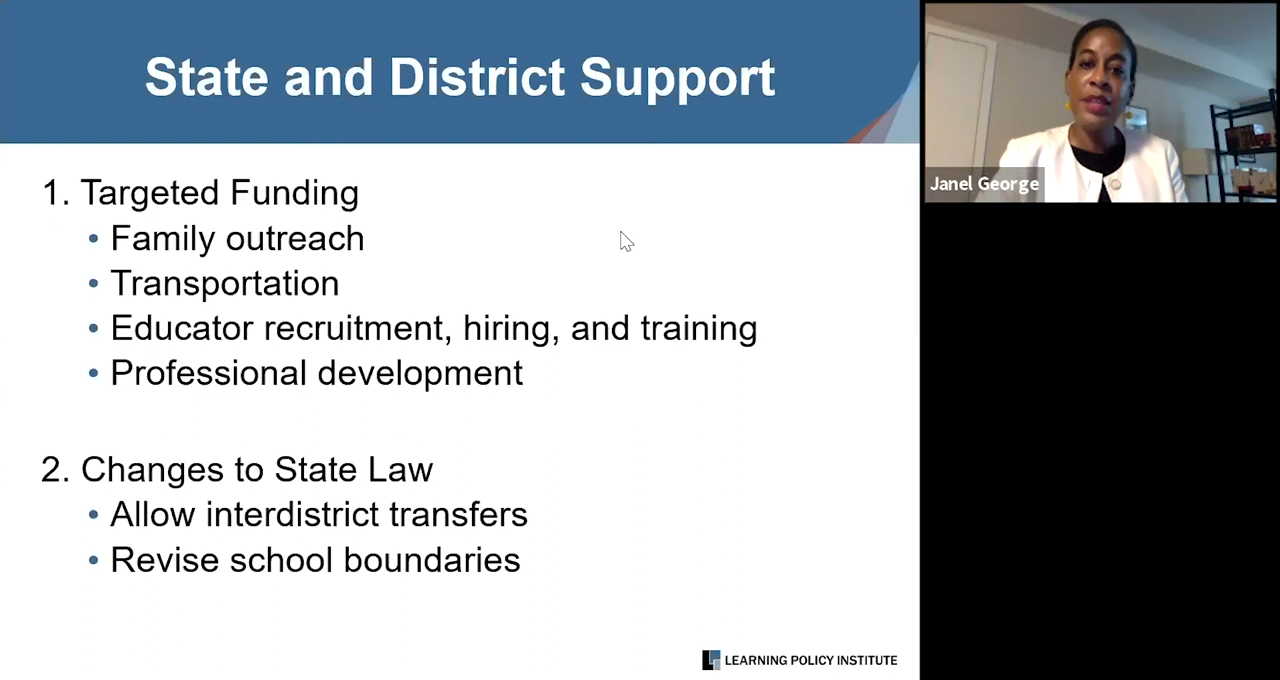 State and District Support
1. Targeted Funding
• Family outreach
• Transportation
• Educator recruitment, hiring, and training
• Professional development
2. Changes to State Law
• Allow interdistrict transfers
• Revise school boundaries
LEARNING POLICY INSTITUTE
Janel George